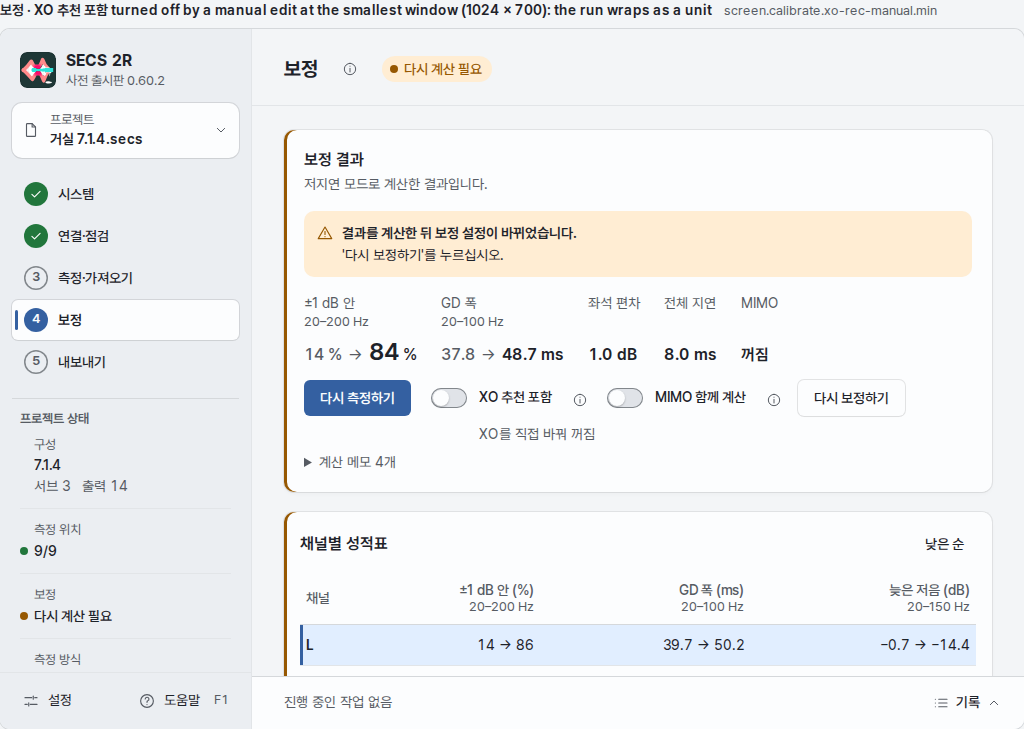 보정 · XO 추천 포함 turned off by a manual edit at the smallest window (1024 × 700): the run wraps as a unit screen.calibrate.xo-rec-manual.min
SECS 2R
사전 출시판 0.60.2
프로젝트
거실 7.1.4.secs
시스템
연결·점검
3 측정·가져오기
4 보정
5 내보내기
프로젝트 상태
구성
7.1.4
서브 3 출력 14
측정 위치
9/9
보정
다시 계산 필요
측정 방식
설정 도움말 F1
보정 다시 계산 필요
보정 결과
저지연 모드로 계산한 결과입니다.
결과를 계산한 뒤 보정 설정이 바뀌었습니다.
'다시 보정하기'를 누르십시오.
±1 dB 안 GD 폭 좌석 편차 전체 지연 MIMO
20–200 Hz 20–100 Hz
14 % → 84 % 37.8 → 48.7 ms 1.0 dB 8.0 ms 꺼짐
다시 측정하기 XO 추천 포함 MIMO 함께 계산 다시 보정하기
XO를 직접 바꿔 꺼짐
계산 메모 4개
채널별 성적표 낮은 순
채널 ±1 dB 안 (%) GD 폭 (ms) 늦은 저음 (dB)
20–200 Hz 20–100 Hz 20–150 Hz
L 14 → 86 39.7 → 50.2 −0.7 → −14.4
진행 중인 작업 없음 기록